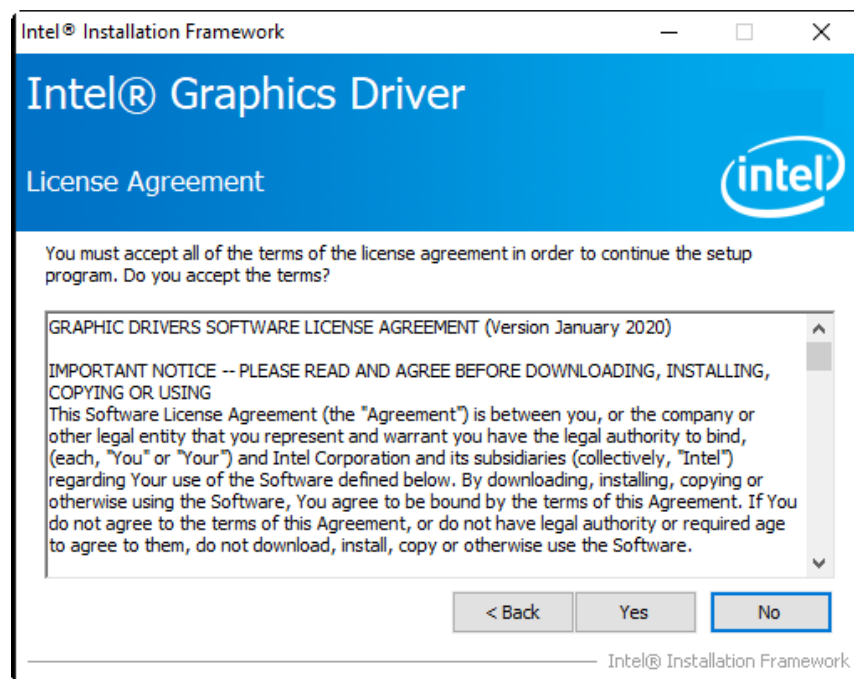 Intel® Installation Framework
Intel® Graphics Driver
License Agreement
intel
You must accept all of the terms of the license agreement in order to continue the setup
program. Do you accept the terms?
GRAPHIC DRIVERS SOFTWARE LICENSE AGREEMENT (Version January 2020)
IMPORTANT NOTICE -- PLEASE READ AND AGREE BEFORE DOWNLOADING, INSTALLING,
COPYING OR USING
This Software License Agreement (the "Agreement") is between you, or the company or
other legal entity that you represent and warrant you have the legal authority to bind,
(each, "You" or "Your") and Intel Corporation and its subsidiaries (collectively, "Intel")
regarding Your use of the Software defined below. By downloading, installing, copying or
otherwise using the Software, You agree to be bound by the terms of this Agreement. If You
do not agree to the terms of this Agreement, or do not have legal authority or required age
to agree to them, do not download, install, copy or otherwise use the Software.
< Back Yes No
Intel® Installation Framework